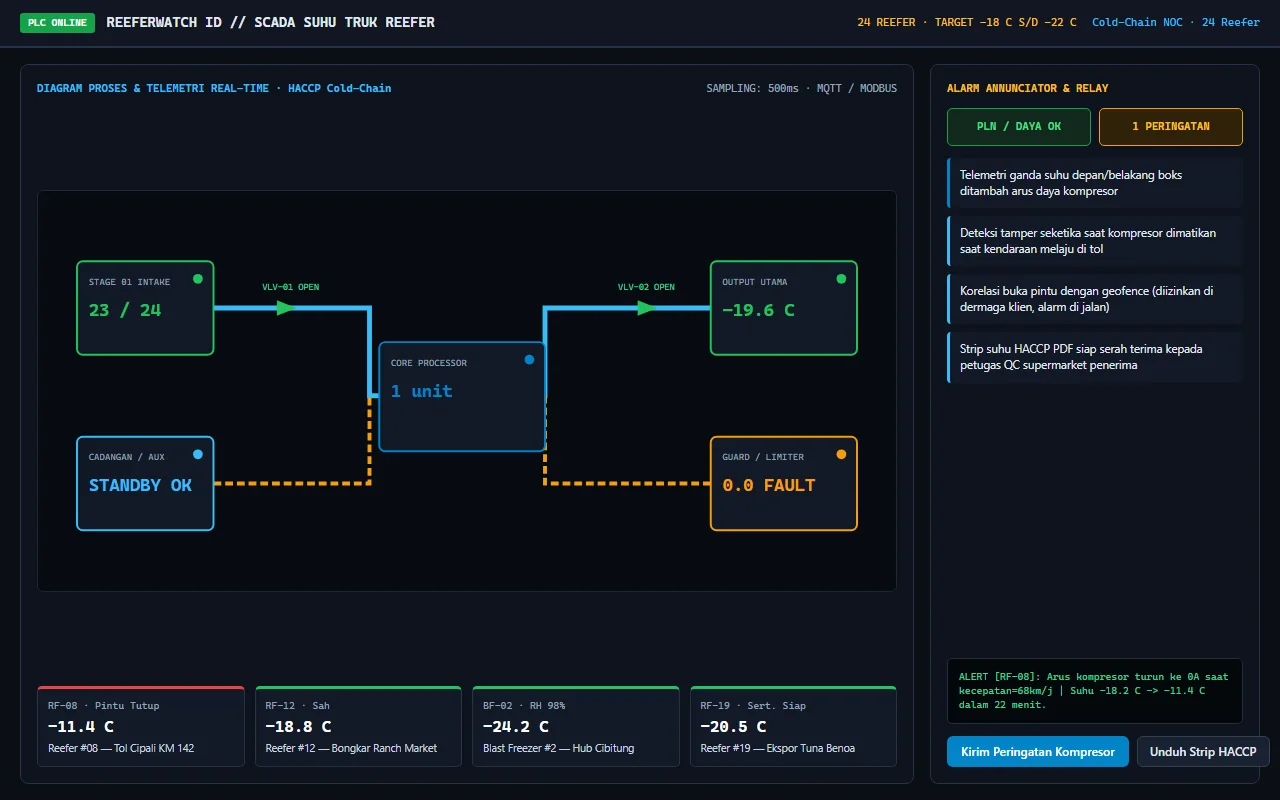 PLC ONLINE
REEFERWATCH ID // SCADA SUHU TRUK REEFER
24 REEFER · TARGET −18 C S/D −22 C
Cold-Chain NOC · 24 Reefer
DIAGRAM PROSES & TELEMETRI REAL-TIME · HACCP Cold-Chain
SAMPLING: 500ms · MQTT / MODBUS
STAGE 01 INTAKE
23 / 24
VLV-01 OPEN
VLV-02 OPEN
OUTPUT UTAMA
−19.6 C
CORE PROCESSOR
1 unit
CADANGAN / AUX
STANDBY OK
GUARD / LIMITER
0.0 FAULT
RF-08 · Pintu Tutup
−11.4 C
Reefer #08 — Tol Cipali KM 142
RF-12 · Sah
−18.8 C
Reefer #12 — Bongkar Ranch Market
BF-02 · RH 98%
−24.2 C
Blast Freezer #2 — Hub Cibitung
RF-19 · Sert. Siap
−20.5 C
Reefer #19 — Ekspor Tuna Benoa
ALARM ANNUNCIATOR & RELAY
PLN / DAYA OK
1 PERINGATAN
Telemetri ganda suhu depan/belakang boks
ditambah arus daya kompresor
Deteksi tamper seketika saat kompresor dimatikan
saat kendaraan melaju di tol
Korelasi buka pintu dengan geofence (diizinkan di
dermaga klien, alarm di jalan)
Strip suhu HACCP PDF siap serah terima kepada
petugas QC supermarket penerima
ALERT [RF-08]: Arus kompresor turun ke 0A saat
kecepatan=68km/j | Suhu −18.2 C -> −11.4 C
dalam 22 menit.
Kirim Peringatan Kompresor
Unduh Strip HACCP